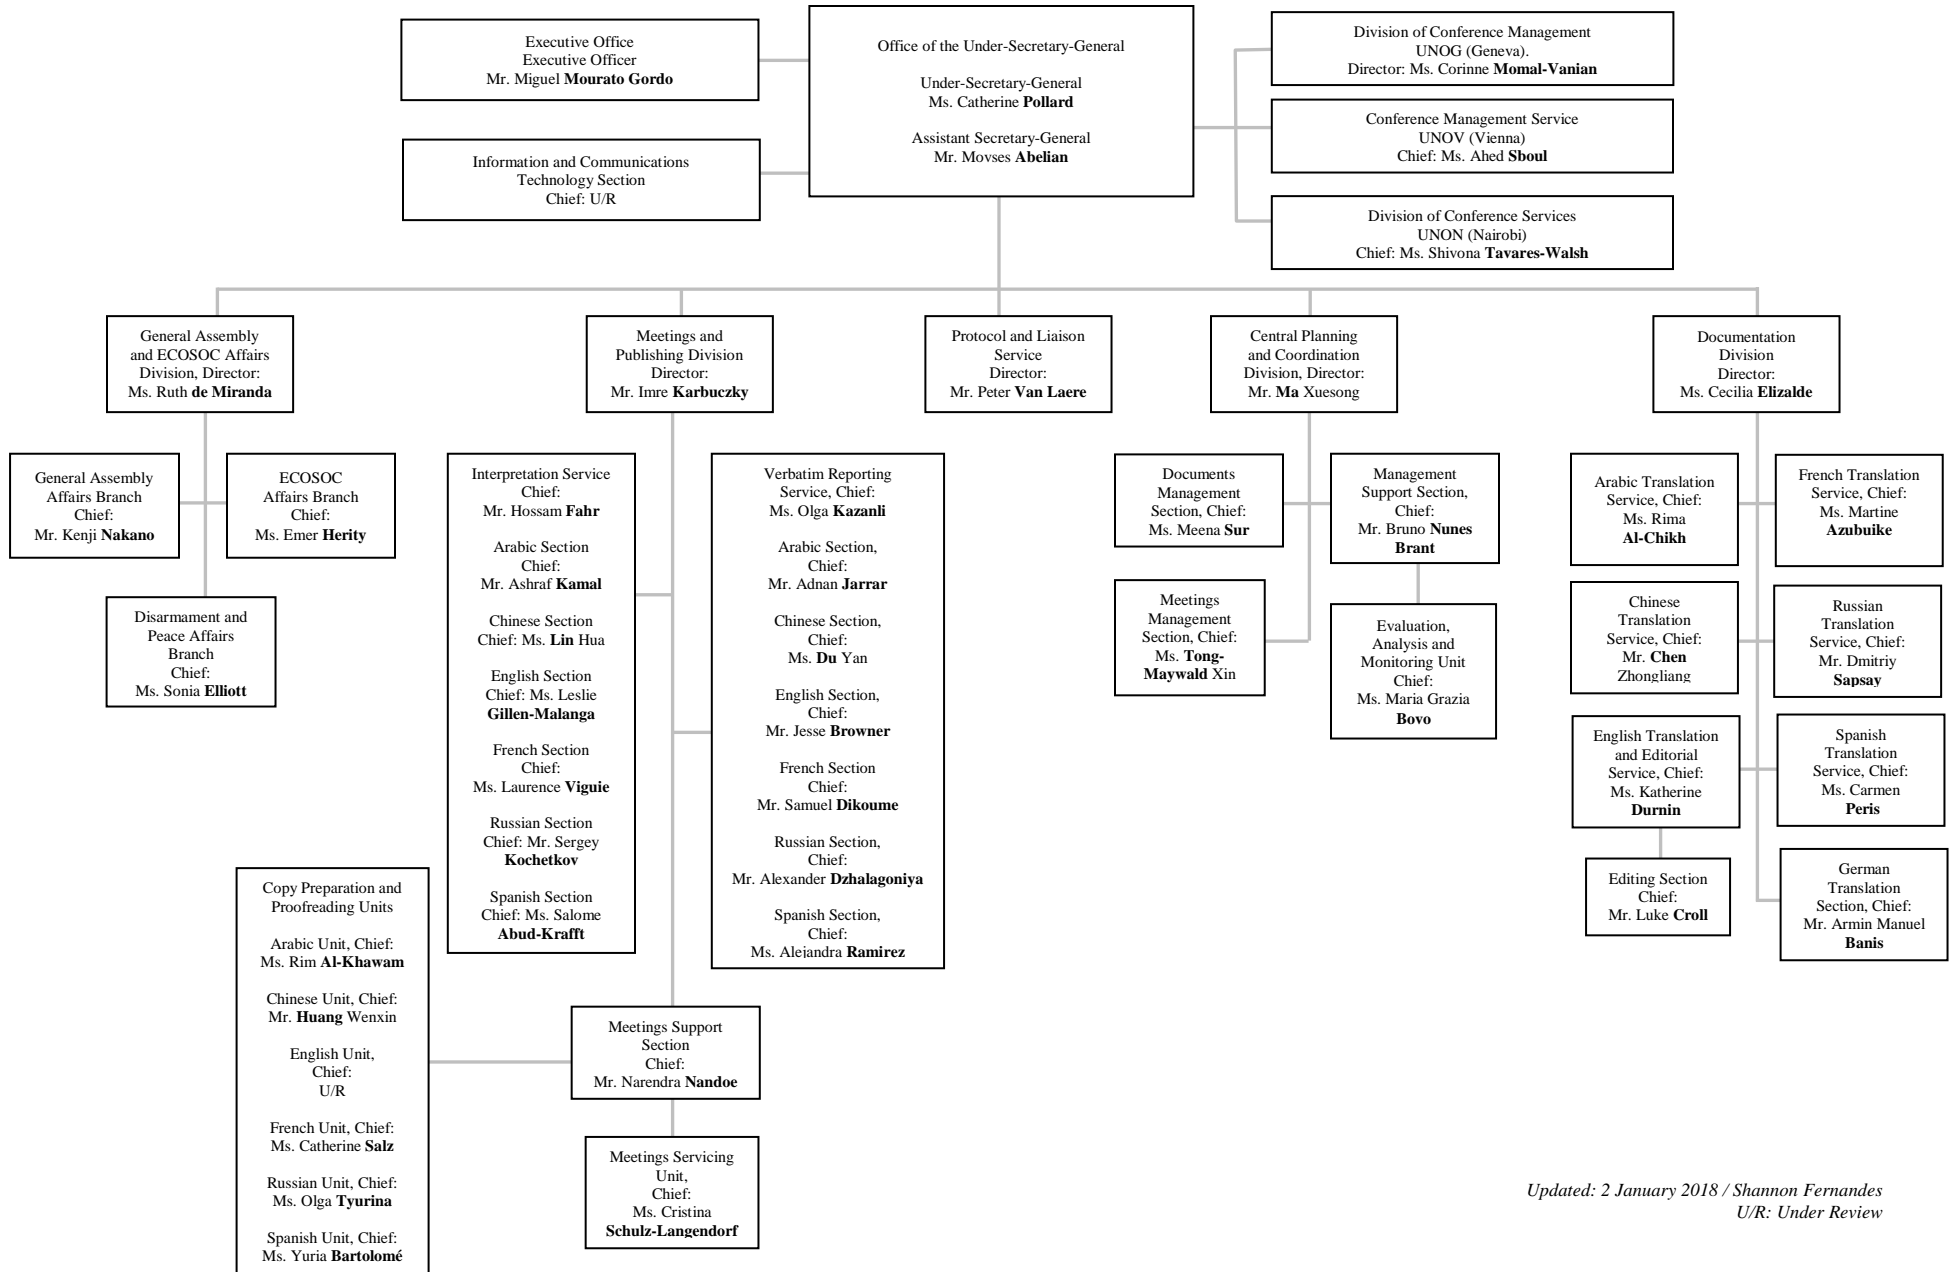 Executive Office
Executive Officer
Mr. Miguel Mourato Gordo
Information and Communications
Technology Section
Chief: U/R
Office of the Under-Secretary-General
Under-Secretary-General
Ms. Catherine Pollard
Assistant Secretary-General
Mr. Movses Abelian
Division of Conference Management
UNOG (Geneva).
Director: Ms. Corinne Momal-Vanian
Conference Management Service
UNOV (Vienna)
Chief: Ms. Ahed Sboul
Division of Conference Services
UNON (Nairobi)
Chief: Ms. Shivona Tavares-Walsh
General Assembly
and ECOSOC Affairs
Division, Director:
Ms. Ruth de Miranda
Meetings and
Publishing Division
Director:
Mr. Imre Karbuczky
Protocol and Liaison
Service
Director:
Mr. Peter Van Laere
Central Planning
and Coordination
Division, Director:
Mr. Ma Xuesong
Documentation
Division
Director:
Ms. Cecilia Elizalde
General Assembly
Affairs Branch
Chief:
Mr. Kenji Nakano
ECOSOC
Affairs Branch
Chief:
Ms. Emer Herity
Disarmament and
Peace Affairs
Branch
Chief:
Ms. Sonia Elliott
Interpretation Service
Chief:
Mr. Hossam Fahr
Arabic Section
Chief:
Mr. Ashraf Kamal
Chinese Section
Chief: Ms. Lin Hua
English Section
Chief: Ms. Leslie
Gillen-Malanga
French Section
Chief:
Ms. Laurence Viguie
Russian Section
Chief: Mr. Sergey
Kochetkov
Spanish Section
Chief: Ms. Salome
Abud-Krafft
Verbatim Reporting
Service, Chief:
Ms. Olga Kazanli
Arabic Section,
Chief:
Mr. Adnan Jarrar
Chinese Section,
Chief:
Ms. Du Yan
English Section,
Chief:
Mr. Jesse Browner
French Section
Chief:
Mr. Samuel Dikoume
Russian Section,
Chief:
Mr. Alexander Dzhalagoniya
Spanish Section,
Chief:
Ms. Alejandra Ramirez
Documents
Management
Section, Chief:
Ms. Meena Sur
Management
Support Section,
Chief:
Mr. Bruno Nunes
Brant
Meetings
Management
Section, Chief:
Ms. Tong-
Maywald Xin
Evaluation,
Analysis and
Monitoring Unit
Chief:
Ms. Maria Grazia
Bovo
Arabic Translation
Service, Chief:
Ms. Rima
Al-Chikh
French Translation
Service, Chief:
Ms. Martine
Azubuike
Chinese
Translation
Service, Chief:
Mr. Chen
Zhongliang
Russian
Translation
Service, Chief:
Mr. Dmitriy
Sapsay
English Translation
and Editorial
Service, Chief:
Ms. Katherine
Durnin
Spanish
Translation
Service, Chief:
Ms. Carmen
Peris
Editing Section
Chief:
Mr. Luke Croll
German
Translation
Section, Chief:
Mr. Armin Manuel
Banis
Copy Preparation and
Proofreading Units
Arabic Unit, Chief:
Ms. Rim Al-Khawam
Chinese Unit, Chief:
Mr. Huang Wenxin
English Unit,
Chief:
U/R
French Unit, Chief:
Ms. Catherine Salz
Russian Unit, Chief:
Ms. Olga Tyurina
Spanish Unit, Chief:
Ms. Yuria Bartolomé
Meetings Support
Section
Chief:
Mr. Narendra Nandoe
Meetings Servicing
Unit,
Chief:
Ms. Cristina
Schulz-Langendorf
Updated: 2 January 2018 / Shannon Fernandes
U/R: Under Review